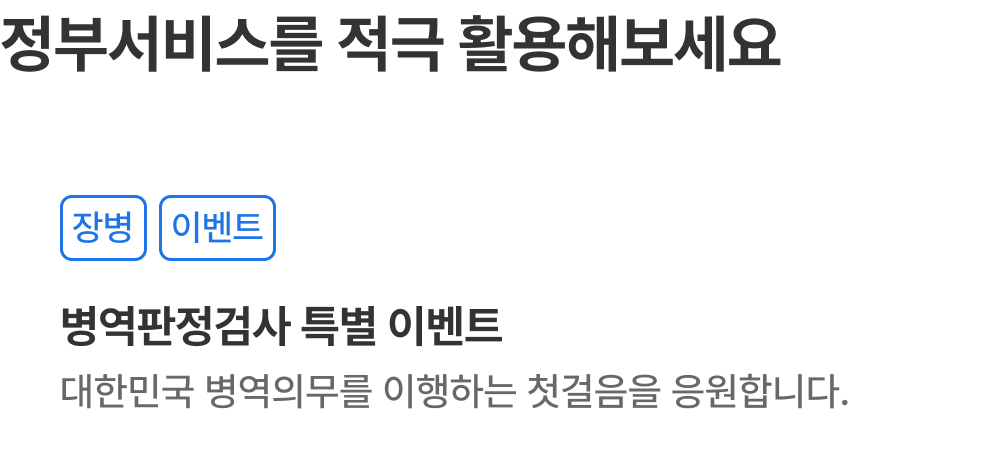 정부서비스를 적극 활용해보세요
장병 이벤트
병역판정검사 특별 이벤트
대한민국 병역의무를 이행하는 첫걸음을 응원합니다.